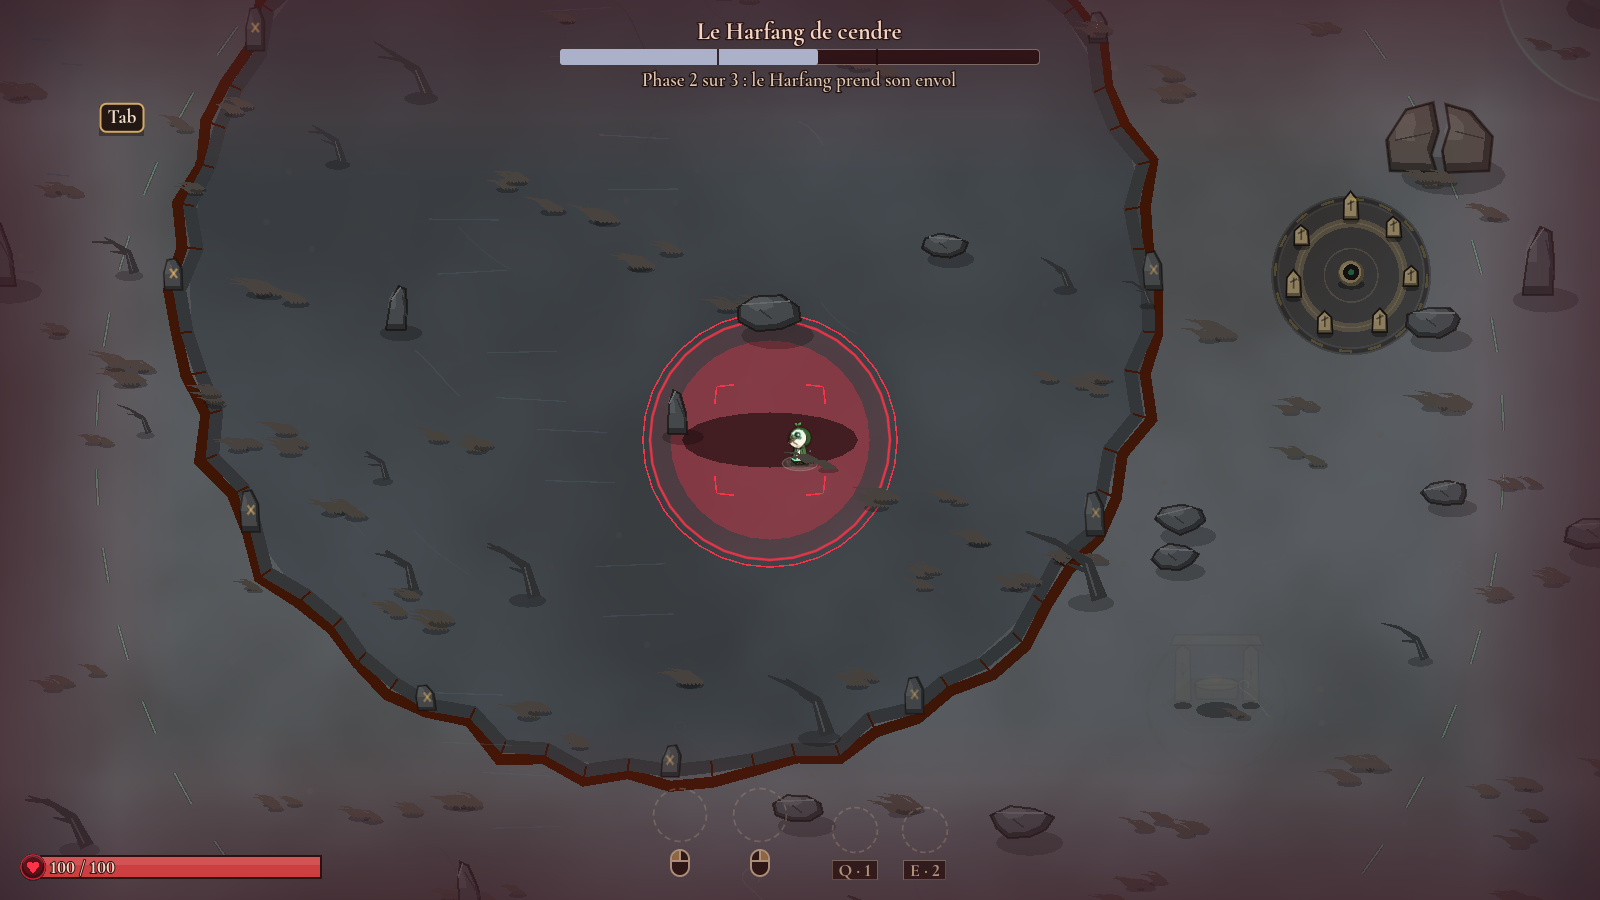 Le Harfang de cendre
Phase 2 sur 3 : le Harfang prend son envol
Tab
100 / 100
Q · 1
E · 2